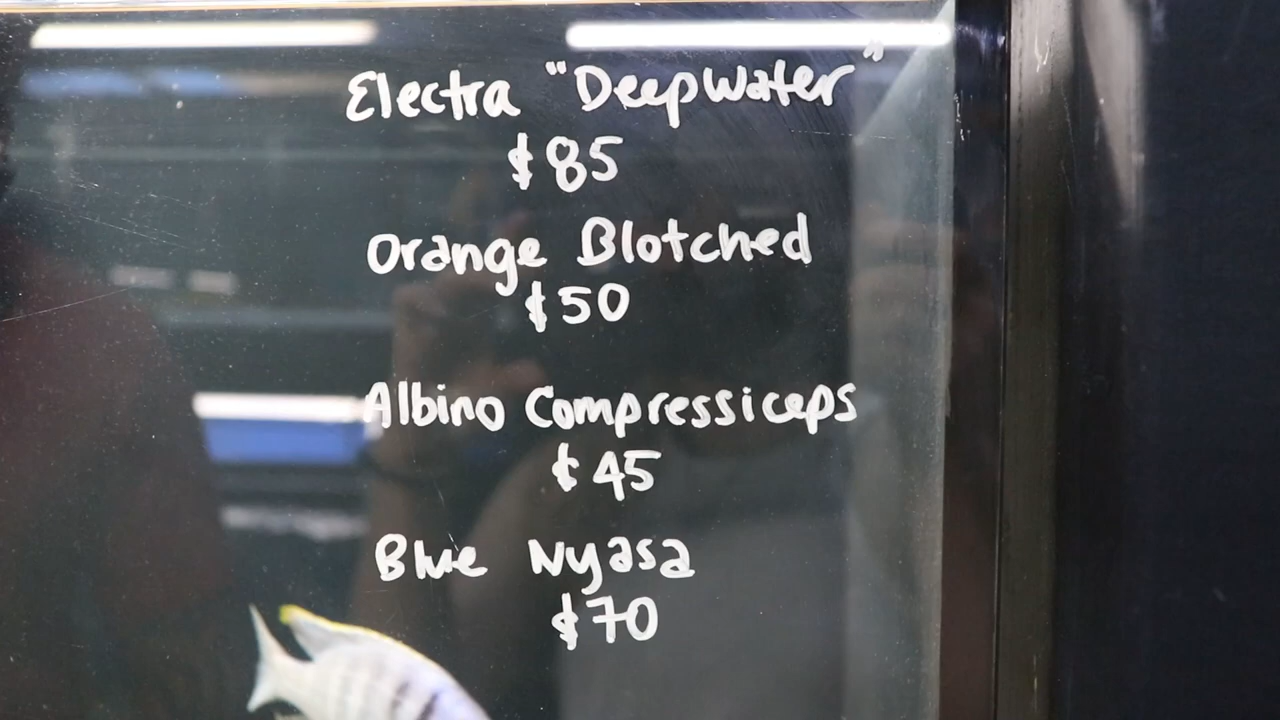 Electra "DeepWater"
$85
Orange Blotched
$50
Albino Compressiceps
$45
Blue Nyasa
$70